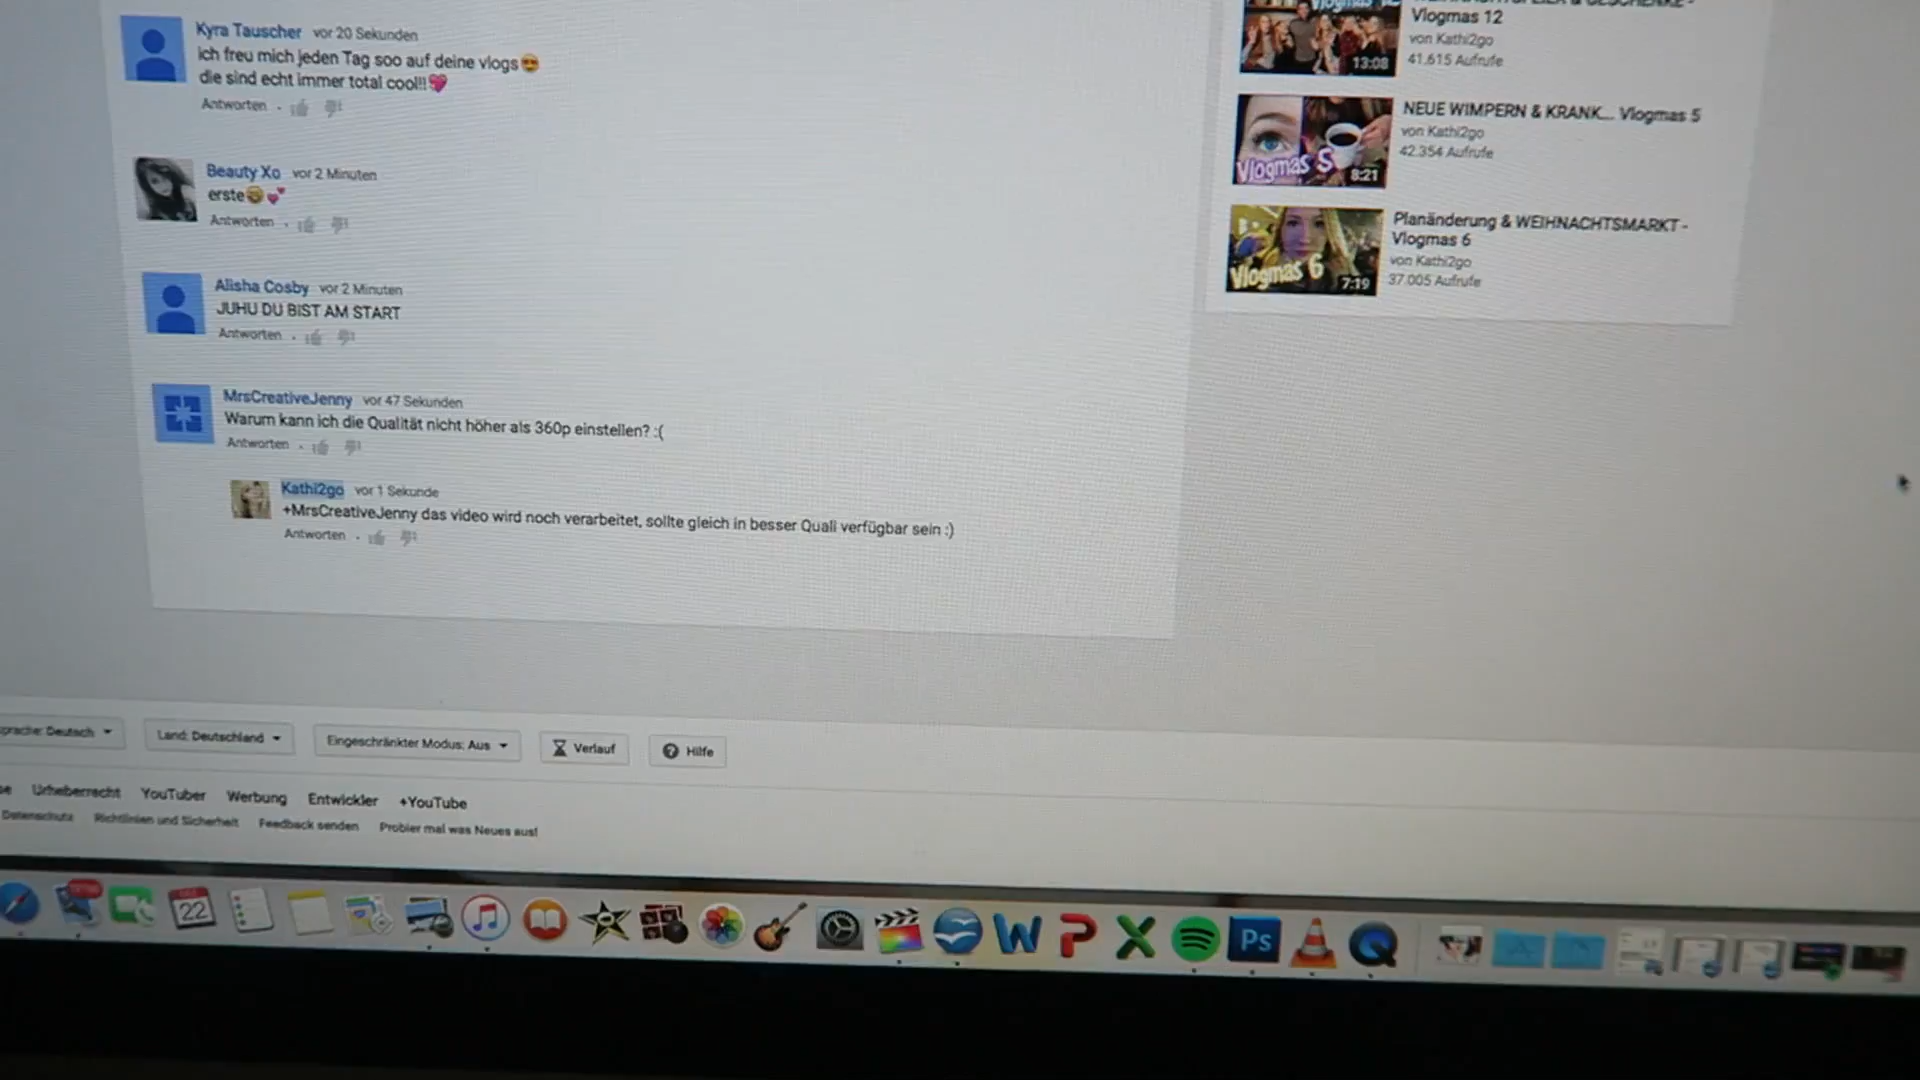 Kyra Tauscher vor 20 Sekunden
ich freu mich jeden Tag soo auf deine vlogs😍
die sind echt immer total cool!!💖
Antworten
Beauty Xo vor 2 Minuten
erste😍💕
Antworten
Alisha Cosby vor 2 Minuten
JUHU DU BIST AM START
Antworten
MrsCreativeJenny vor 47 Sekunden
Warum kann ich die Qualität nicht höher als 360p einstellen? :(
Antworten
Kathi2go vor 1 Sekunde
+MrsCreativeJenny das video wird noch verarbeitet, sollte gleich in besser Quali verfügbar sein :)
Antworten
Vlogmas 12
von Kathi2go
41.615 Aufrufe
13:08
NEUE WIMPERN & KRANK... Vlogmas 5
von Kathi2go
42.354 Aufrufe
Vlogmas 5
8:21
Planänderung & WEIHNACHTSMARKT -
Vlogmas 6
von Kathi2go
37.005 Aufrufe
Vlogmas 6
7:19
Deutsch
Land: Deutschland
Eingeschränkter Modus: Aus
Verlauf
Hilfe
Urheberrecht YouTuber Werbung Entwickler +YouTube
Datenschutz Richtlinien und Sicherheit Feedback senden Probier mal was Neues aus!
22
W P X Ps